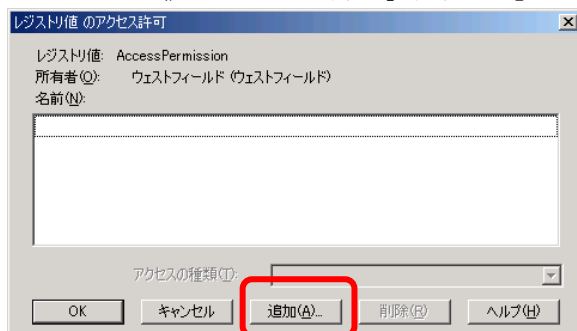 レジストリ値 のアクセス許可
レジストリ値: AccessPermission
所有者(O): ウェストフィールド (ウェストフィールド)
名前(N):
アクセスの種類(T):
OK キャンセル 追加(A)... 削除(R) ヘルプ(H)